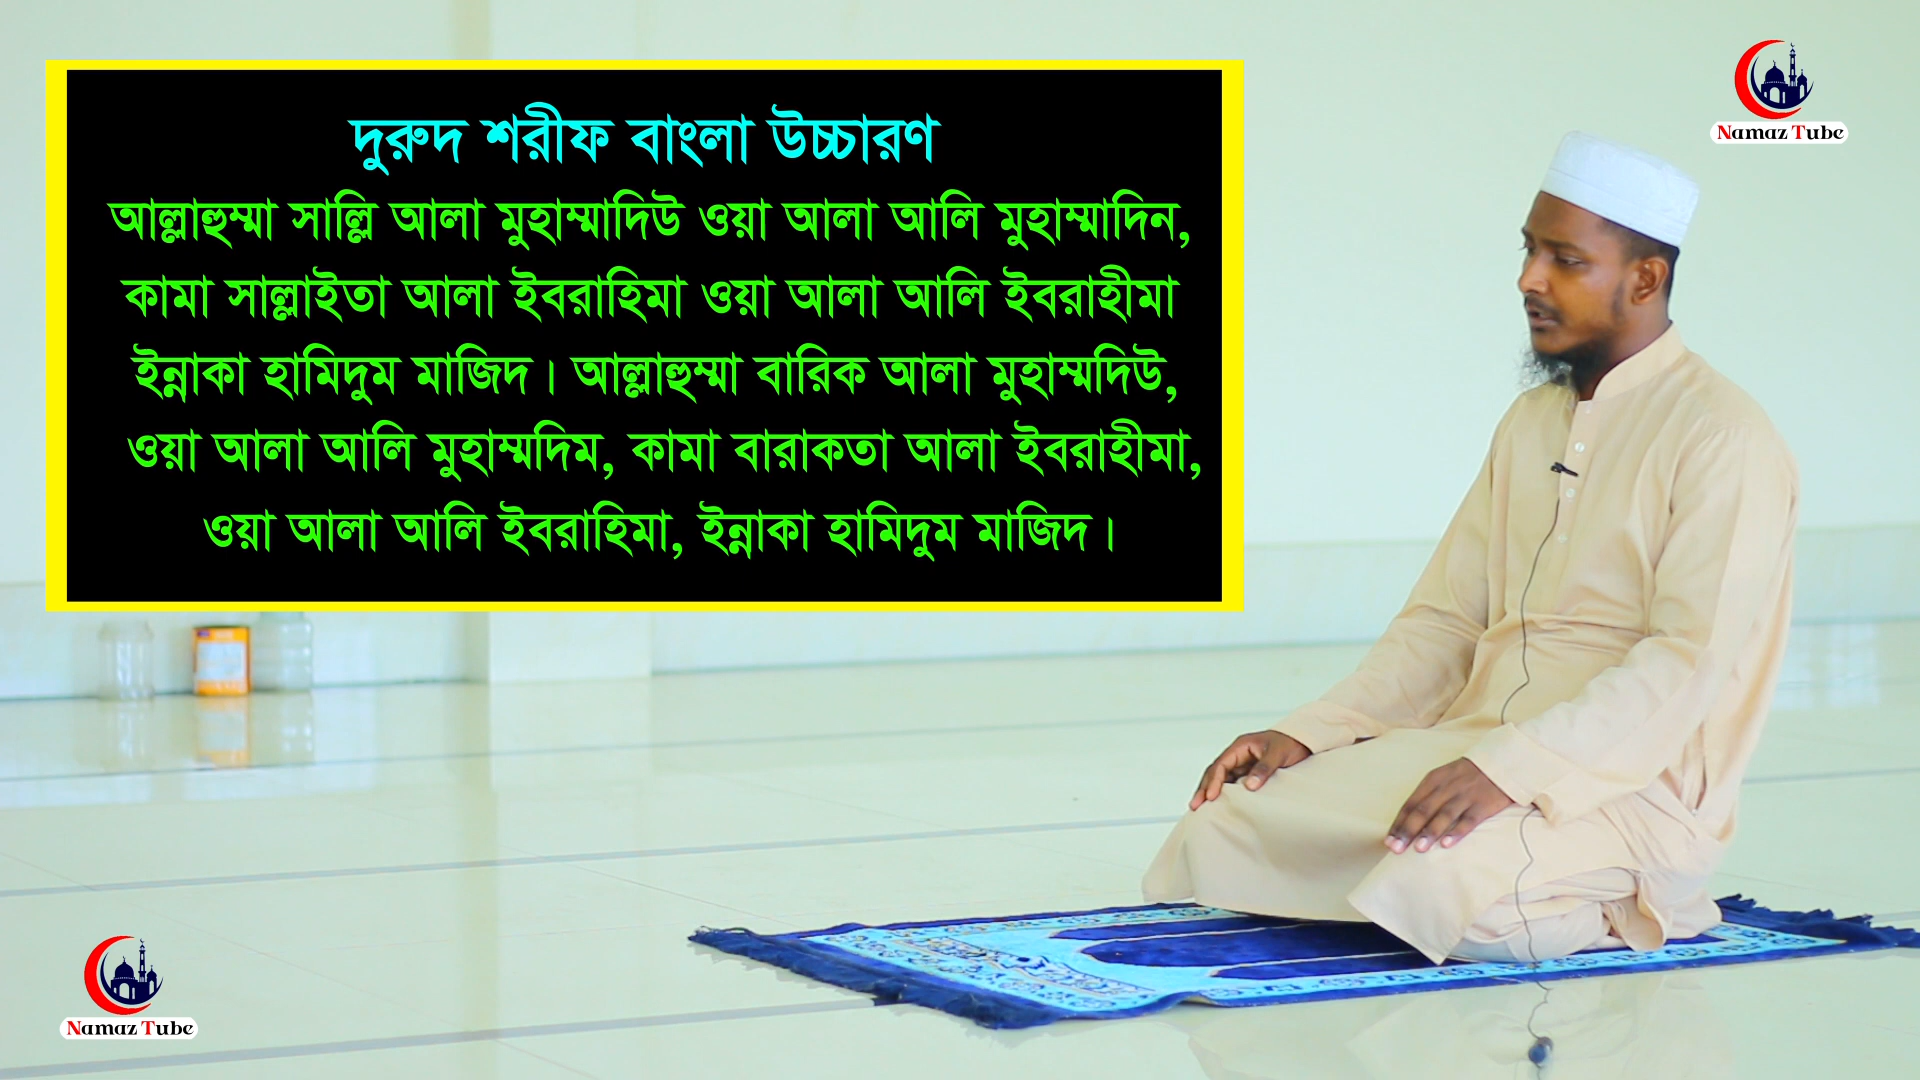 দুরুদ শরীফ বাংলা উচ্চারণ
আল্লাহুম্মা সাল্লি আলা মুহাম্মাদিউ ওয়া আলা আলি মুহাম্মাদিন,
কামা সাল্লাইতা আলা ইবরাহিমা ওয়া আলা আলি ইবরাহীমা
ইন্নাকা হামিদুম মাজিদ। আল্লাহুম্মা বারিক আলা মুহাম্মদিউ,
ওয়া আলা আলি মুহাম্মদিম, কামা বারাকতা আলা ইবরাহীমা,
ওয়া আলা আলি ইবরাহিমা, ইন্নাকা হামিদুম মাজিদ।
Namaz Tube
Namaz Tube